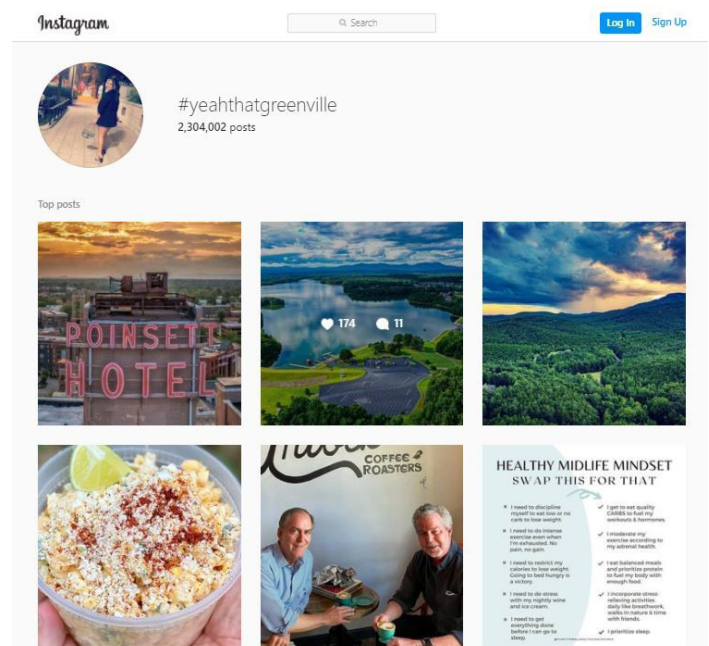 Instagram
Search
Log In
Sign Up
#yeahthatgreenville
2,304,002 posts
Top posts
174
11
POINSETT
HOTEL
COFFEE
ROASTERS
HEALTHY MIDLIFE MINDSET
SWAP THIS FOR THAT
I need to discipline
myself to eat low or no
carb to lose weight.
I need to do intense
exercise even when
I'm exhausted. No
pain, no gain.
I need to restrict my
calories to lose weight.
Going to bed hungry is
a victory.
I need to de-stress
with my nightly wine
and ice cream.
I need to get
everything done
before I can go to
sleep.
I get to eat quality
CARBS to fuel my
workouts & hormones.
I moderate my
exercise according to
my adrenal health.
I eat balanced meals
and prioritize protein
to fuel my body with
enough food.
I incorporate stress-
relieving activities
daily like breathwork,
walks in nature & time
with friends.
I prioritize sleep.